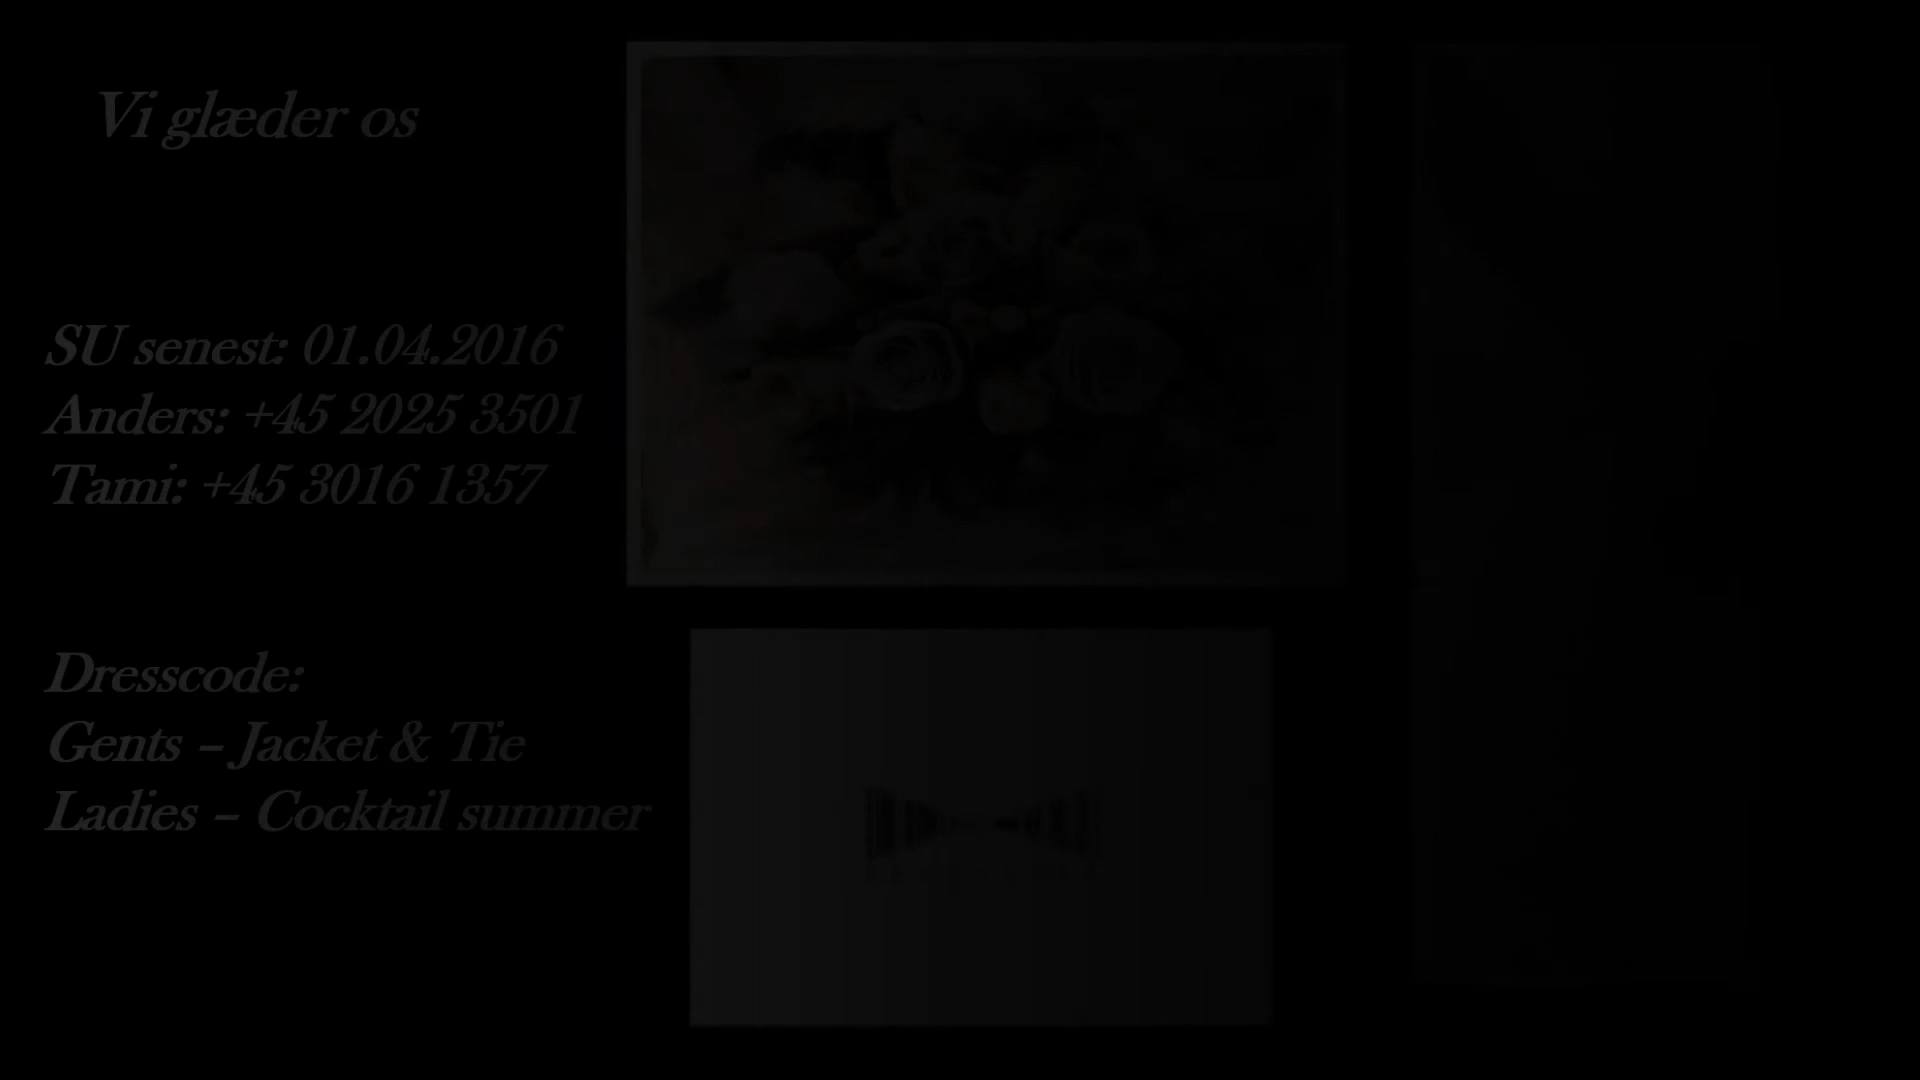 Vi glæder os
SU senest: 01.04.2016
Anders: +45 2025 3501
Tami: +45 3016 1357
Dresscode:
Gents – Jacket & Tie
Ladies – Cocktail summer